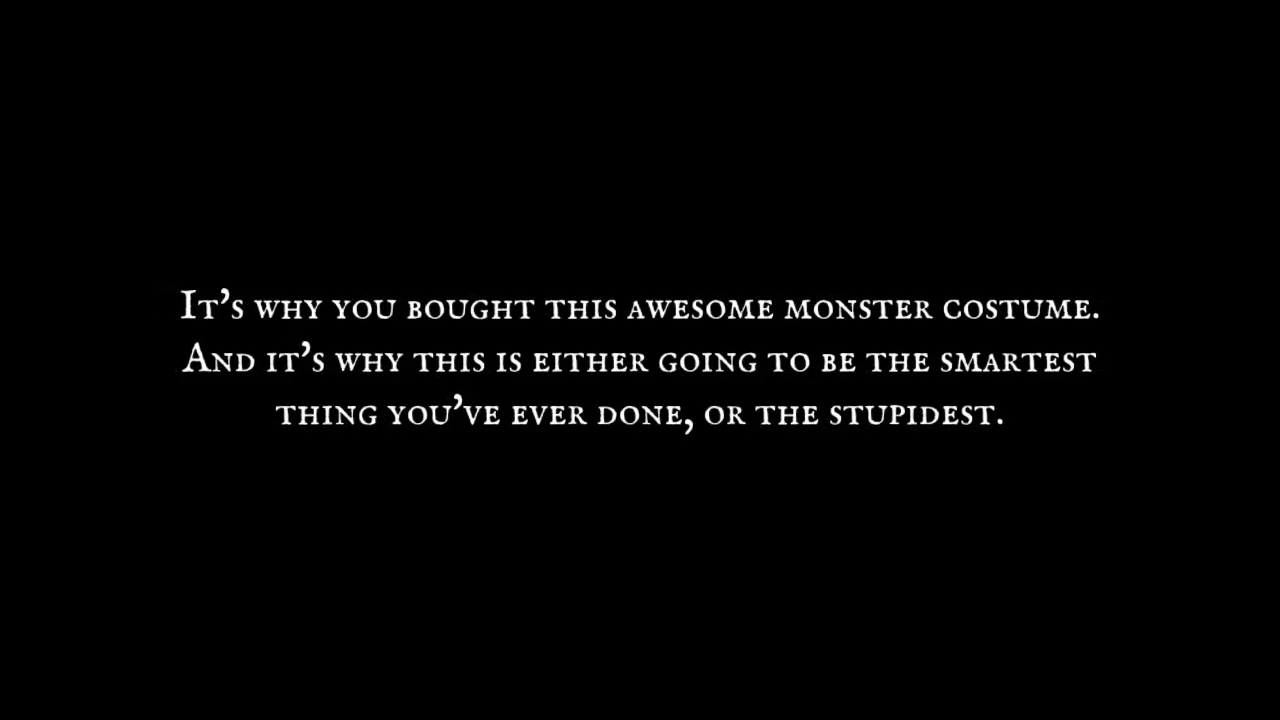 It's why you bought this awesome monster costume.
And it's why this is either going to be the smartest
thing you've ever done, or the stupidest.